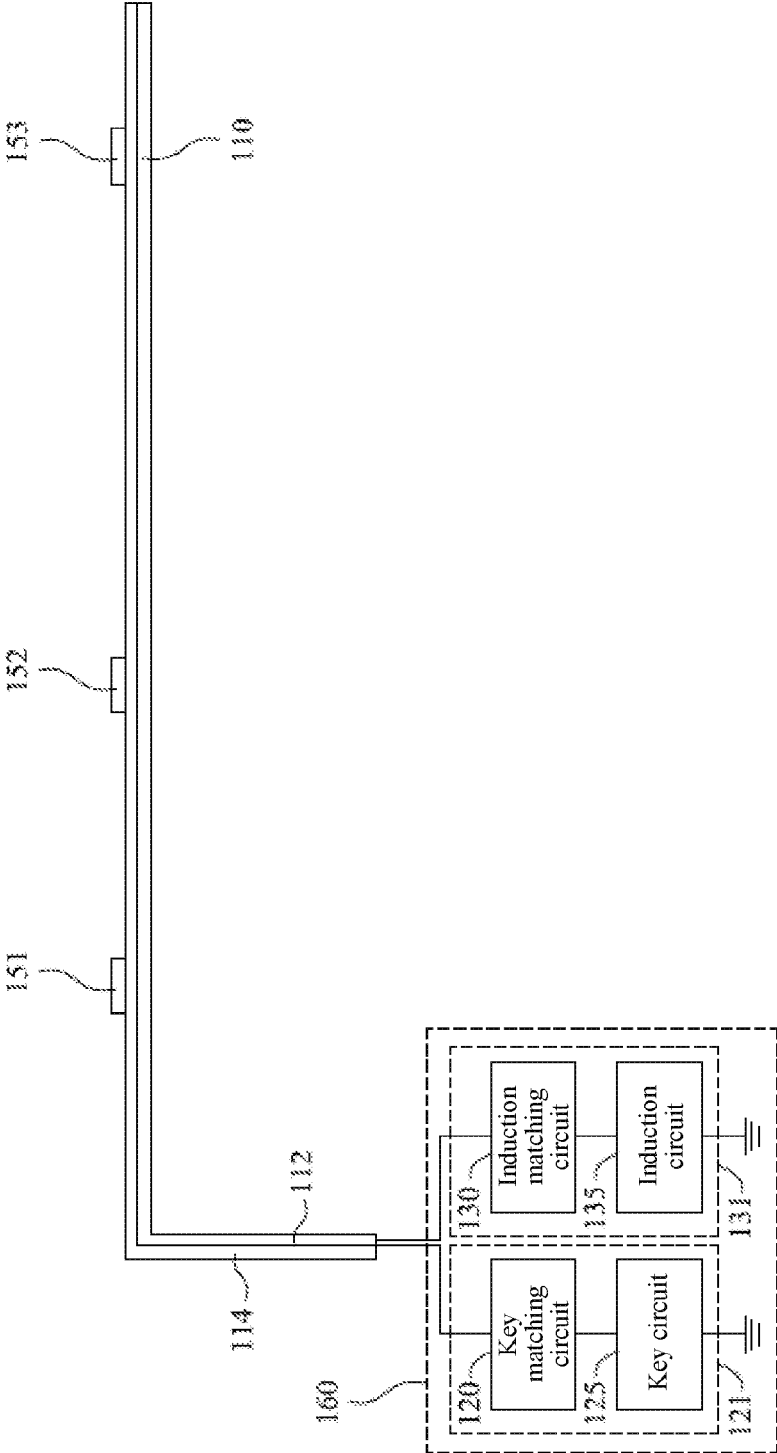 153
110
152
151
112
114
160
130
Induction
matching
circuit
135
Induction
circuit
131
120
Key
matching
circuit
125
Key circuit
121